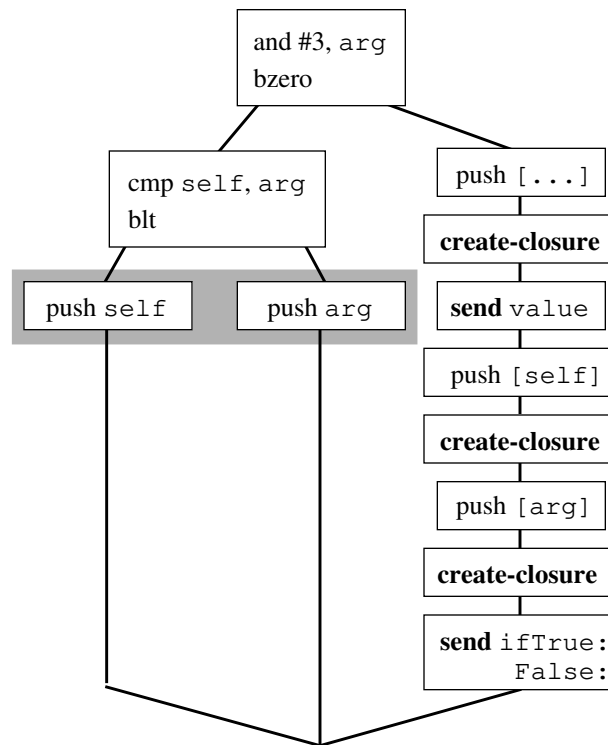 and #3, arg
bzero
cmp self, arg
blt
push self
push arg
push [...]
create-closure
send value
push [self]
create-closure
push [arg]
create-closure
send ifTrue:
False: